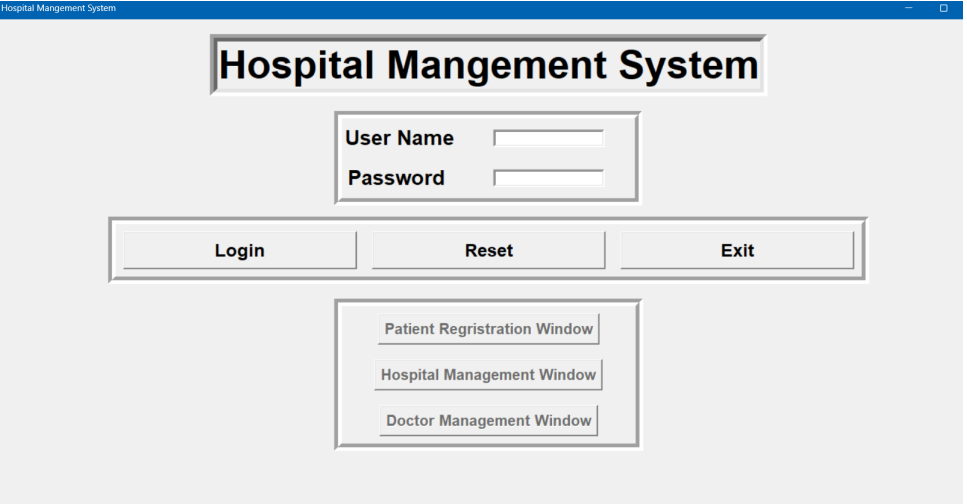 Hospital Mangement System
Hospital Mangement System
User Name
Password
Login Reset Exit
Patient Regristration Window
Hospital Management Window
Doctor Management Window